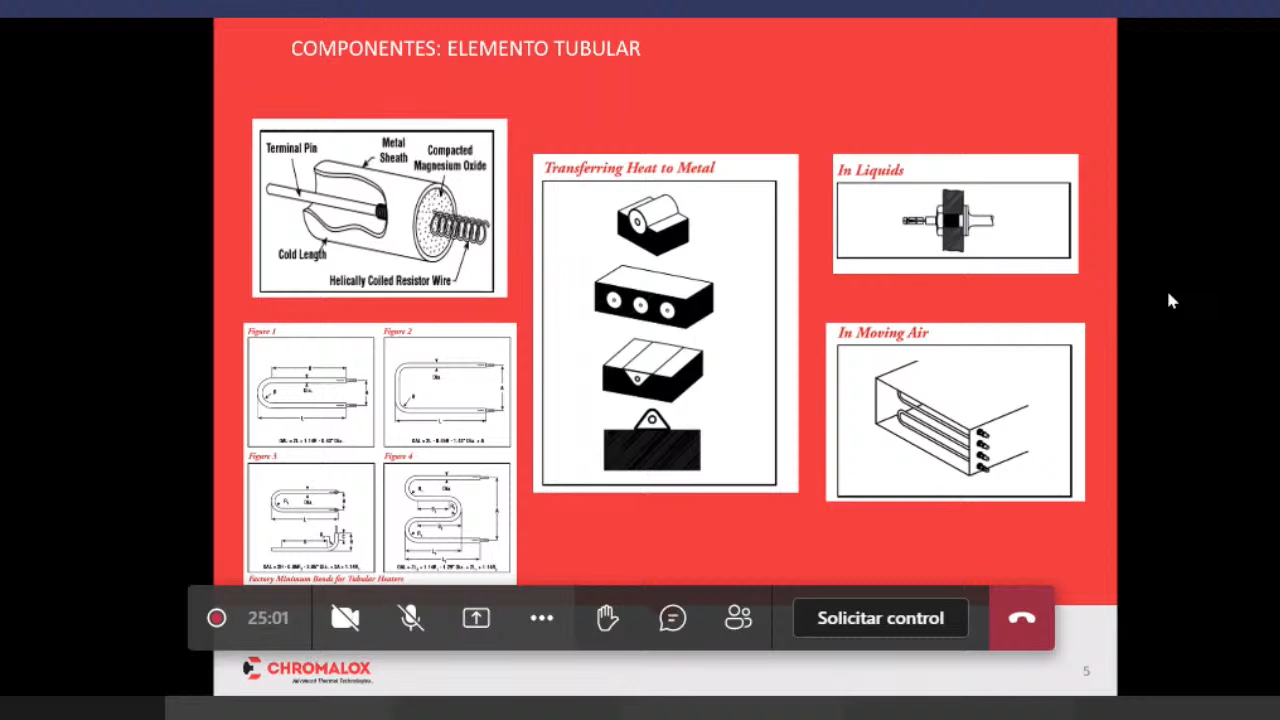 COMPONENTES: ELEMENTO TUBULAR
Terminal Pin
Metal
Sheath
Compacted
Magnesium Oxide
Cold Length
Helically Coiled Resistor Wire
Transferring Heat to Metal
In Liquids
In Moving Air
Figure 1
Figure 2
Figure 3
Figure 4
Factory Minimum Bends for Tubular Heaters
25:01
Solicitar control
CHROMALOX
Advanced Thermal Technologies
5